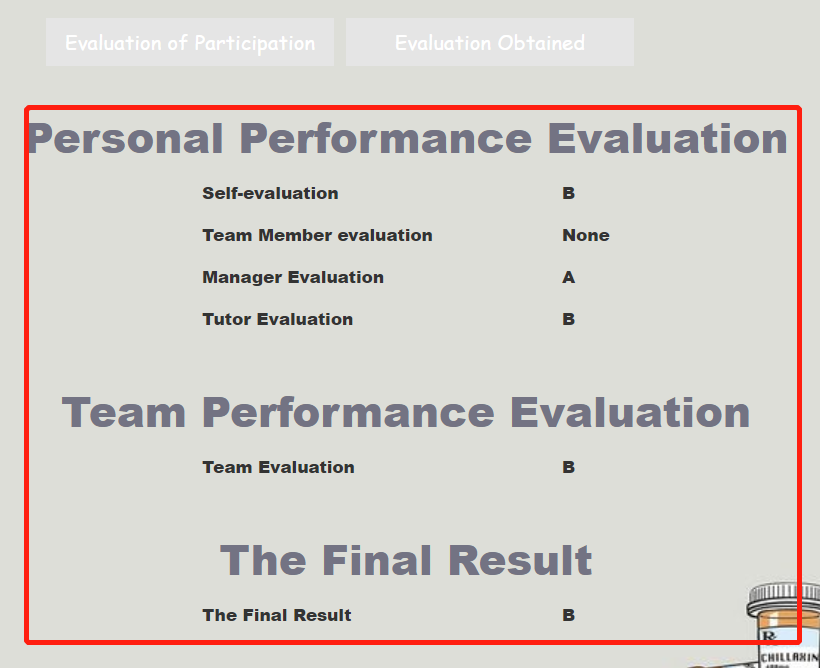 Evaluation of Participation Evaluation Obtained
Personal Performance Evaluation
Self-evaluation B
Team Member evaluation None
Manager Evaluation A
Tutor Evaluation B
Team Performance Evaluation
Team Evaluation B
The Final Result
The Final Result B
Rx
CHILLAXIN